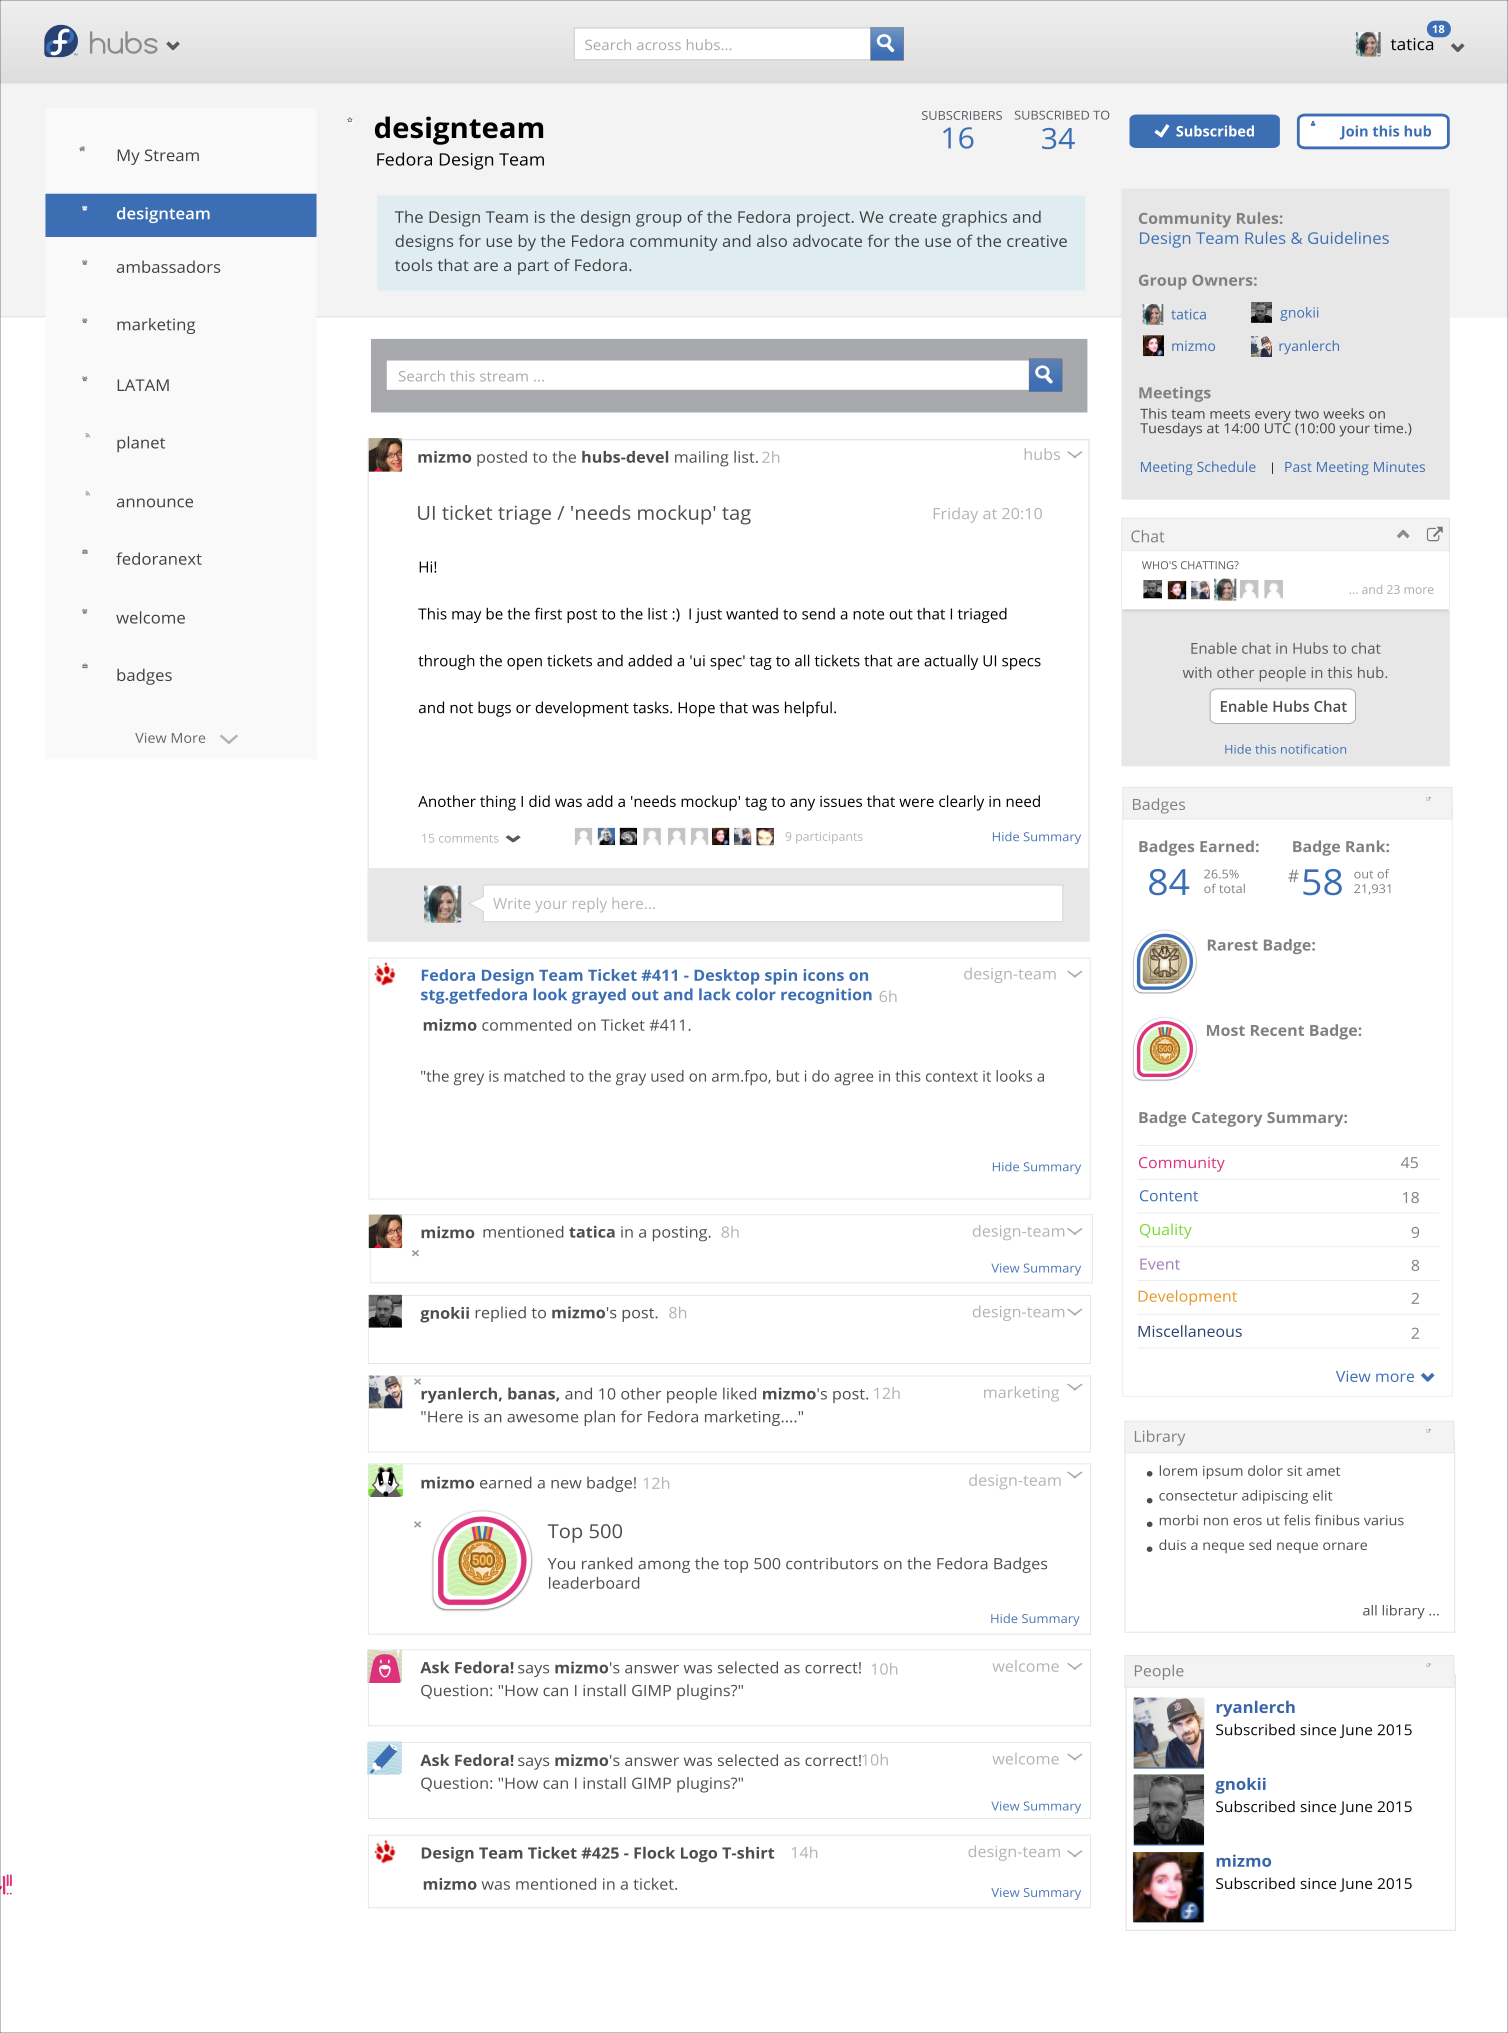 hubs
Search across hubs...
tatica
18
My Stream
designteam
ambassadors
marketing
LATAM
planet
announce
fedoranext
welcome
badges
View More
designteam
Fedora Design Team
SUBSCRIBERS
16
SUBSCRIBED TO
34
Subscribed
Join this hub
The Design Team is the design group of the Fedora project. We create graphics and
designs for use by the Fedora community and also advocate for the use of the creative
tools that are a part of Fedora.
Search this stream ...
mizmo posted to the hubs-devel mailing list. 2h
hubs
UI ticket triage / 'needs mockup' tag
Friday at 20:10
Hi!
This may be the first post to the list :)  I just wanted to send a note out that I triaged
through the open tickets and added a 'ui spec' tag to all tickets that are actually UI specs
and not bugs or development tasks. Hope that was helpful.
Another thing I did was add a 'needs mockup' tag to any issues that were clearly in need
15 comments
9 participants
Hide Summary
Write your reply here...
Fedora Design Team Ticket #411 - Desktop spin icons on
stg.getfedora look grayed out and lack color recognition 6h
design-team
mizmo commented on Ticket #411.
"the grey is matched to the gray used on arm.fpo, but i do agree in this context it looks a
Hide Summary
mizmo mentioned tatica in a posting. 8h
design-team
View Summary
gnokii replied to mizmo's post. 8h
design-team
ryanlerch, banas, and 10 other people liked mizmo's post. 12h
marketing
"Here is an awesome plan for Fedora marketing...."
mizmo earned a new badge! 12h
design-team
500
Top 500
You ranked among the top 500 contributors on the Fedora Badges
leaderboard
Hide Summary
Ask Fedora! says mizmo's answer was selected as correct! 10h
welcome
Question: "How can I install GIMP plugins?"
Ask Fedora! says mizmo's answer was selected as correct!10h
welcome
Question: "How can I install GIMP plugins?"
View Summary
Design Team Ticket #425 - Flock Logo T-shirt 14h
design-team
mizmo was mentioned in a ticket.
View Summary
Community Rules:
Design Team Rules & Guidelines
Group Owners:
tatica
gnokii
mizmo
ryanlerch
Meetings
This team meets every two weeks on
Tuesdays at 14:00 UTC (10:00 your time.)
Meeting Schedule | Past Meeting Minutes
Chat
WHO'S CHATTING?
... and 23 more
Enable chat in Hubs to chat
with other people in this hub.
Enable Hubs Chat
Hide this notification
Badges
Badges Earned:
84
26.5%
of total
Badge Rank:
#58
out of
21,931
Rarest Badge:
500
Most Recent Badge:
Badge Category Summary:
Community 45
Content 18
Quality 9
Event 8
Development 2
Miscellaneous 2
View more
Library
• lorem ipsum dolor sit amet
• consectetur adipiscing elit
• morbi non eros ut felis finibus varius
• duis a neque sed neque ornare
all library ...
People
ryanlerch
Subscribed since June 2015
gnokii
Subscribed since June 2015
mizmo
Subscribed since June 2015